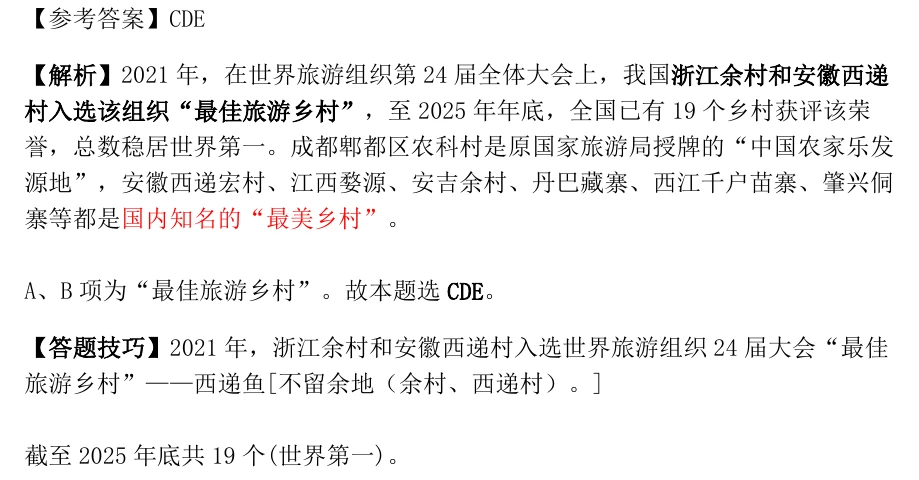 【参考答案】CDE
【解析】2021 年，在世界旅游组织第 24 届全体大会上，我国浙江余村和安徽西递
村入选该组织“最佳旅游乡村”，至 2025 年年底，全国已有 19 个乡村获评该荣
誉，总数稳居世界第一。成都郫都区农科村是原国家旅游局授牌的“中国农家乐发
源地”，安徽西递宏村、江西婺源、安吉余村、丹巴藏寨、西江千户苗寨、肇兴侗
寨等都是国内知名的“最美乡村”。
A、B 项为“最佳旅游乡村”。故本题选 CDE。
【答题技巧】2021 年，浙江余村和安徽西递村入选世界旅游组织 24 届大会“最佳
旅游乡村”——西递鱼[不留余地（余村、西递村）。]
截至 2025 年底共 19 个(世界第一)。